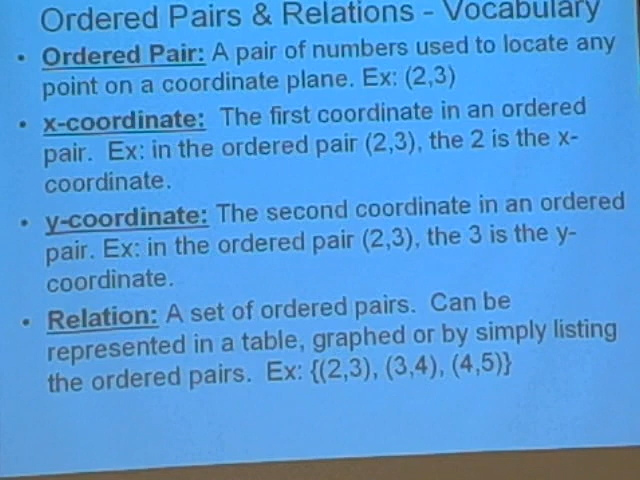 Ordered Pairs & Relations - Vocabulary
• Ordered Pair: A pair of numbers used to locate any
point on a coordinate plane. Ex: (2,3)
• x-coordinate: The first coordinate in an ordered
pair. Ex: in the ordered pair (2,3), the 2 is the x-
coordinate.
• y-coordinate: The second coordinate in an ordered
pair. Ex: in the ordered pair (2,3), the 3 is the y-
coordinate.
• Relation: A set of ordered pairs. Can be
represented in a table, graphed or by simply listing
the ordered pairs. Ex: {(2,3), (3,4), (4,5)}